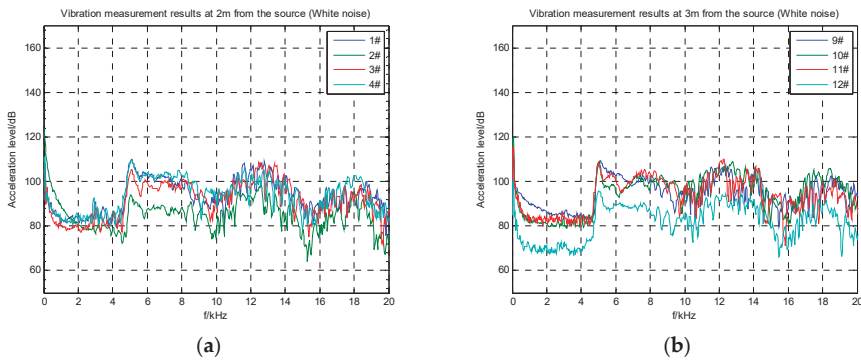 Vibration measurement results at 2m from the source (White noise)
160
140
120
100
80
60
Acceleration level/dB
0 2 4 6 8 10 12 14 16 18 20
f/kHz
1#
2#
3#
4#
(a)
Vibration measurement results at 3m from the source (White noise)
160
140
120
100
80
60
Acceleration level/dB
0 2 4 6 8 10 12 14 16 18 20
f/kHz
9#
10#
11#
12#
(b)